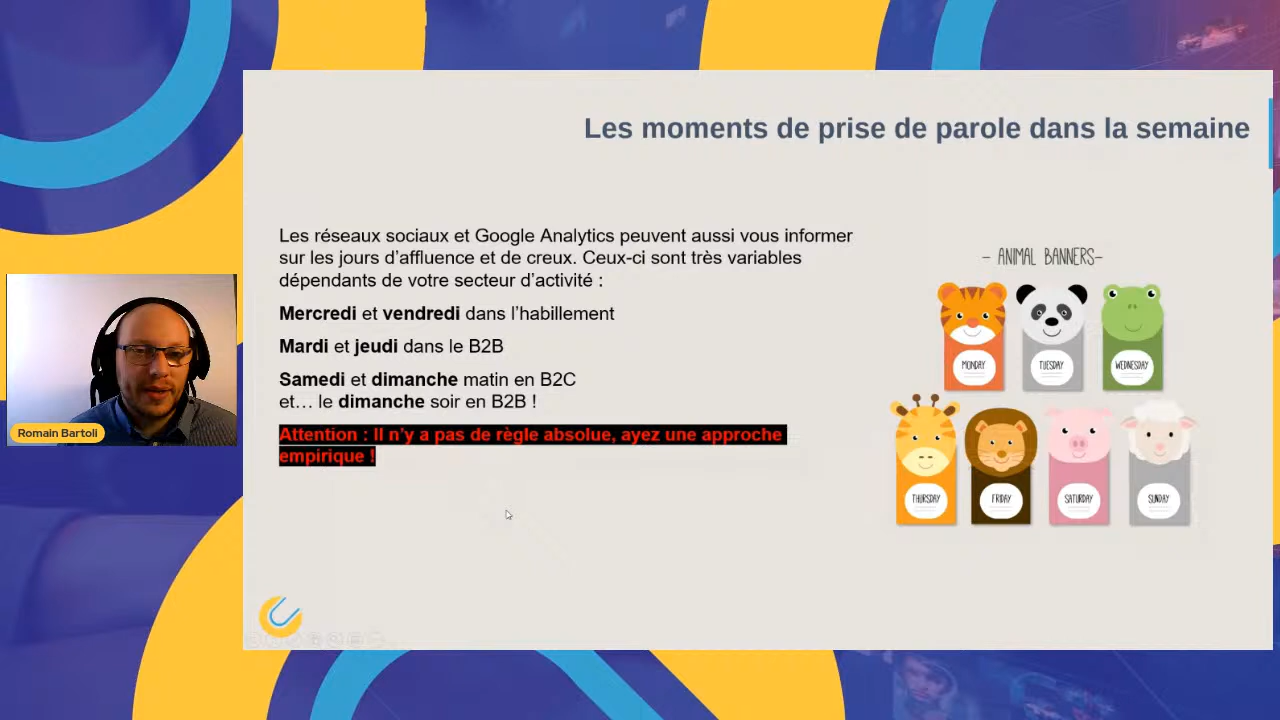 Les moments de prise de parole dans la semaine
Les réseaux sociaux et Google Analytics peuvent aussi vous informer
sur les jours d’affluence et de creux. Ceux-ci sont très variables
dépendants de votre secteur d’activité :
Mercredi et vendredi dans l’habillement
Mardi et jeudi dans le B2B
Samedi et dimanche matin en B2C
et… le dimanche soir en B2B !
Attention : Il n’y a pas de règle absolue, ayez une approche
empirique !
- ANIMAL BANNERS-
MONDAY
TUESDAY
WEDNESDAY
THURSDAY
FRIDAY
SATURDAY
SUNDAY
Romain Bartoli